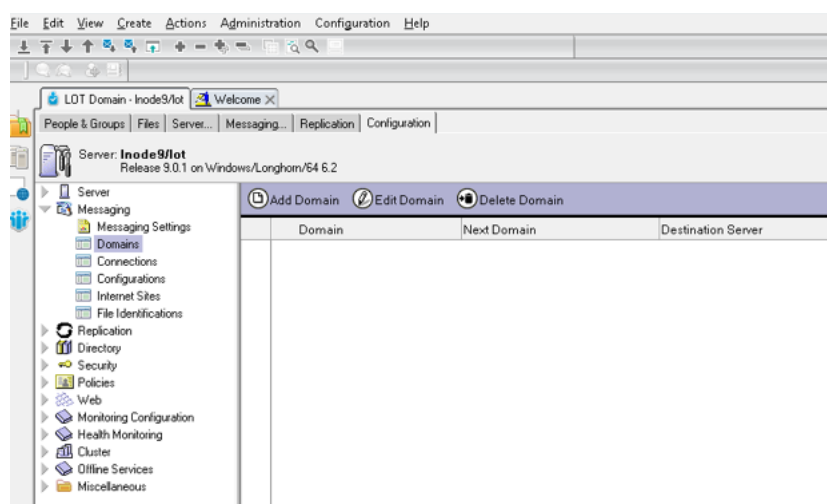 File Edit View Create Actions Administration Configuration Help
LOT Domain - lnode9/lot Welcome
People & Groups Files Server... Messaging... Replication Configuration
Server: lnode9/lot
Release 9.0.1 on Windows/Longhorn/64 6.2
Server
Messaging
Messaging Settings
Domains
Connections
Configurations
Internet Sites
File Identifications
Replication
Directory
Security
Policies
Web
Monitoring Configuration
Health Monitoring
Cluster
Offline Services
Miscellaneous
Add Domain Edit Domain Delete Domain
Domain Next Domain Destination Server